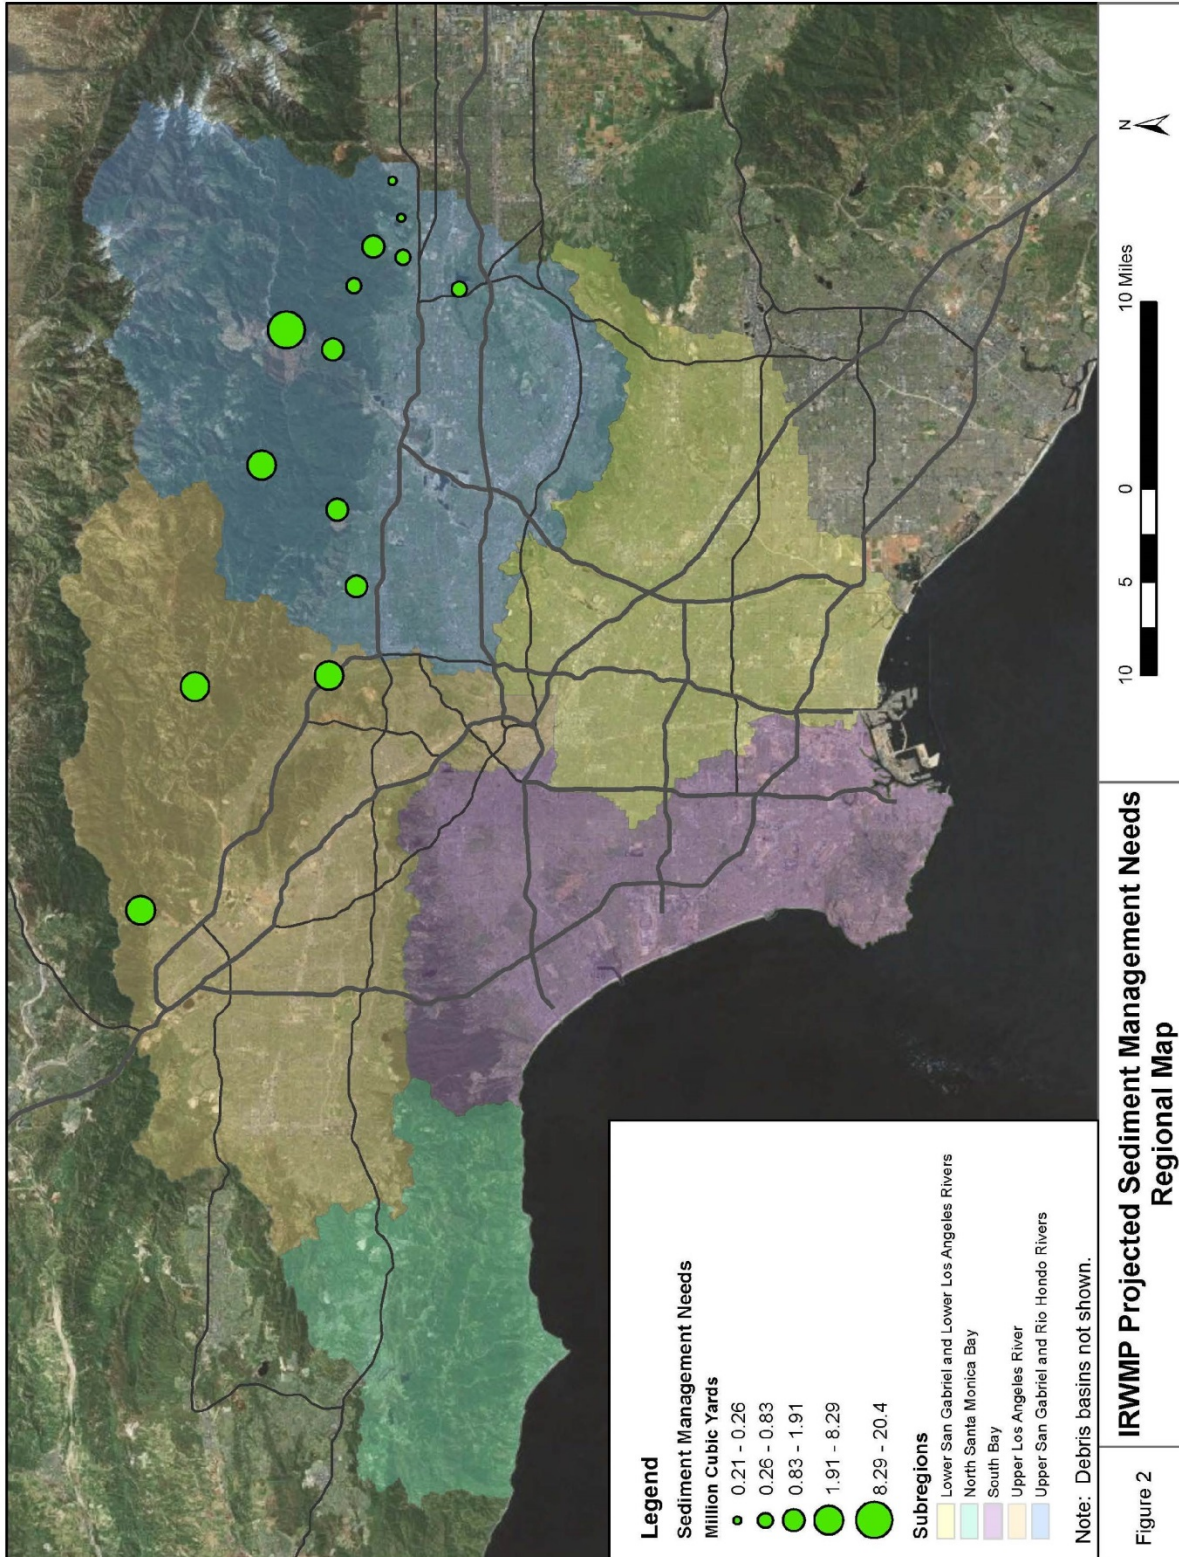 Legend
Sediment Management Needs
Million Cubic Yards
0.21 - 0.26
0.26 - 0.83
0.83 - 1.91
1.91 - 8.29
8.29 - 20.4
Subregions
Lower San Gabriel and Lower Los Angeles Rivers
North Santa Monica Bay
South Bay
Upper Los Angeles River
Upper San Gabriel and Rio Hondo Rivers
Note: Debris basins not shown.
Figure 2
IRWMP Projected Sediment Management Needs
Regional Map
10 5 0 10 Miles
N